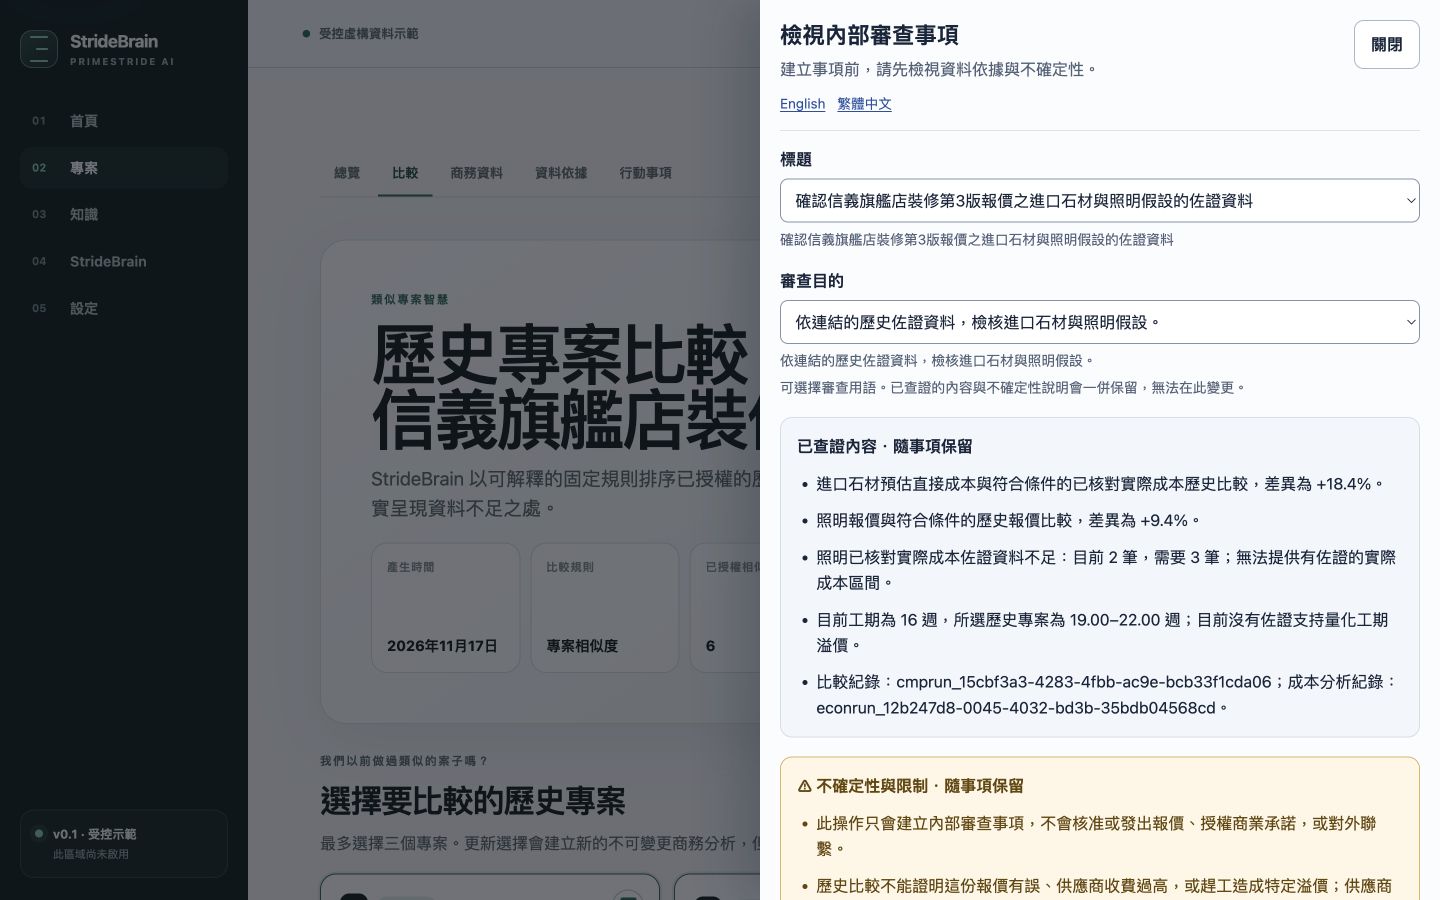 StrideBrain
PRIMESTRIDE AI
01 首頁
02 專案
03 知識
04 StrideBrain
05 設定
v0.1 · 受控示範
此區域尚未啟用
受控虛構資料示範
總覽 比較 商務資料 資料依據 行動事項
類似專案智慧
歷史專案比較
信義旗艦店裝
StrideBrain 以可解釋的固定規則排序已授權的
實呈現資料不足之處。
產生時間
2026年11月17日
比較規則
專案相似度
已授權相
6
我們以前做過類似的案子嗎？
選擇要比較的歷史專案
最多選擇三個專案。更新選擇會建立新的不可變更商務分析，
檢視內部審查事項
關閉
建立事項前，請先檢視資料依據與不確定性。
English 繁體中文
標題
確認信義旗艦店裝修第3版報價之進口石材與照明假設的佐證資料
確認信義旗艦店裝修第3版報價之進口石材與照明假設的佐證資料
審查目的
依連結的歷史佐證資料，檢核進口石材與照明假設。
依連結的歷史佐證資料，檢核進口石材與照明假設。
可選擇審查用語。已查證的內容與不確定性說明會一併保留，無法在此變更。
已查證內容 · 隨事項保留
• 進口石材預估直接成本與符合條件的已核對實際成本歷史比較，差異為 +18.4%。
• 照明報價與符合條件的歷史報價比較，差異為 +9.4%。
• 照明已核對實際成本佐證資料不足：目前 2 筆，需要 3 筆；無法提供有佐證的實際
成本區間。
• 目前工期為 16 週，所選歷史專案為 19.00–22.00 週；目前沒有佐證支持量化工期
溢價。
• 比較紀錄：cmprun_15cbf3a3-4283-4fbb-ac9e-bcb33f1cda06；成本分析紀錄：
econrun_12b247d8-0045-4032-bd3b-35bdb04568cd。
⚠ 不確定性與限制 · 隨事項保留
• 此操作只會建立內部審查事項，不會核准或發出報價、授權商業承諾，或對外聯
繫。
• 歷史比較不能證明這份報價有誤、供應商收費過高，或趕工造成特定溢價；供應商